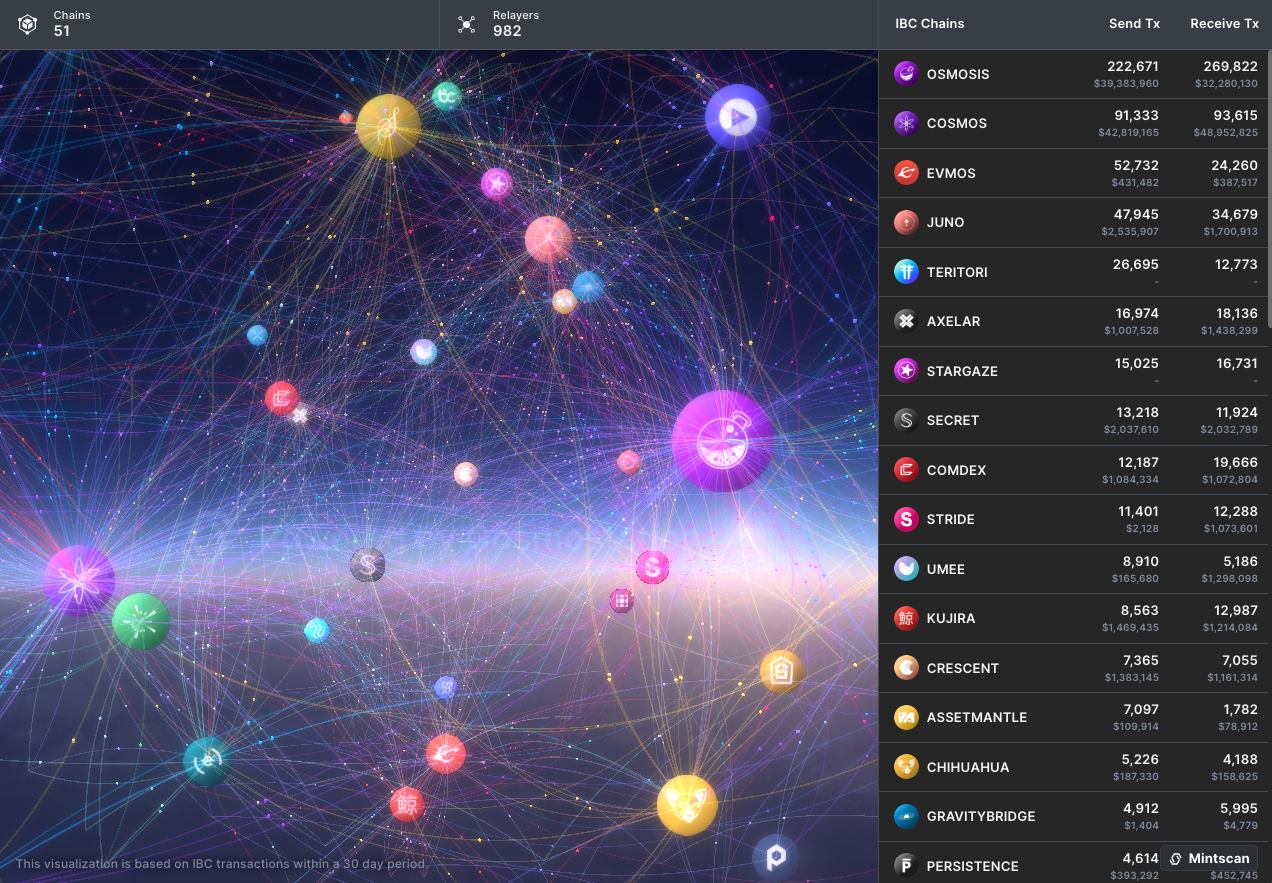 Chains
51
Relayers
982
IBC Chains Send Tx Receive Tx
OSMOSIS 222,671 269,822
$39,383,960 $32,280,130
COSMOS 91,333 93,615
$42,819,165 $48,952,825
EVMOS 52,732 24,260
$431,482 $387,517
JUNO 47,945 34,679
$2,535,907 $1,700,913
TERITORI 26,695 12,773
- -
AXELAR 16,974 18,136
$1,007,528 $1,438,299
STARGAZE 15,025 16,731
- -
SECRET 13,218 11,924
$2,037,610 $2,032,789
COMDEX 12,187 19,666
$1,084,334 $1,072,804
STRIDE 11,401 12,288
$2,128 $1,073,601
UMEE 8,910 5,186
$165,680 $1,298,098
KUJIRA 8,563 12,987
$1,469,435 $1,214,084
CRESCENT 7,365 7,055
$1,383,145 $1,161,314
ASSETMANTLE 7,097 1,782
$109,914 $78,912
CHIHUAHUA 5,226 4,188
$187,330 $158,625
GRAVITYBRIDGE 4,912 5,995
$1,404 $4,779
PERSISTENCE 4,614
$393,292 $452,745
Mintscan
鯨
鯨
This visualization is based on IBC transactions within a 30 day period.